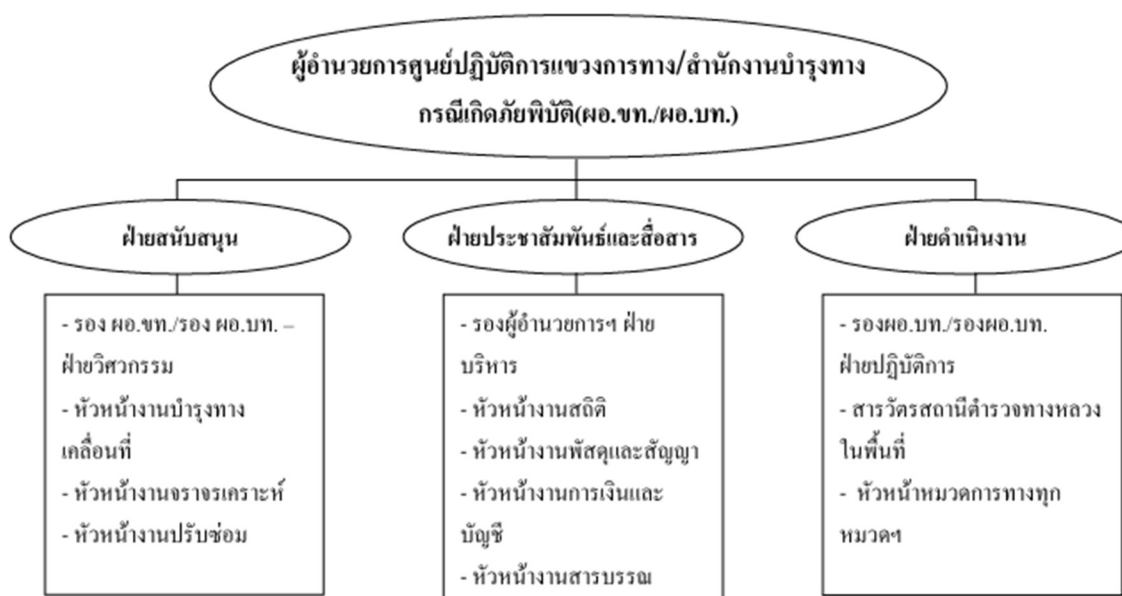 ผู้อำนวยการศูนย์ปฏิบัติการแขวงการทาง/สำนักงานบำรุงทาง
กรณีเกิดภัยพิบัติ(ผอ.ขท./ผอ.บท.)
ฝ่ายสนับสนุน
- รอง ผอ.ขท./รอง ผอ.บท. –
ฝ่ายวิศวกรรม
- หัวหน้างานบำรุงทาง
เคลื่อนที่
- หัวหน้างานจราจรเคราะห์
- หัวหน้างานปรับซ่อม
ฝ่ายประชาสัมพันธ์และสื่อสาร
- รองผู้อำนวยการฯ ฝ่าย
บริหาร
- หัวหน้างานสถิติ
- หัวหน้างานพัสดุและสัญญา
- หัวหน้างานการเงินและ
บัญชี
- หัวหน้างานสารบรรณ
ฝ่ายดำเนินงาน
- รองผอ.บท./รองผอ.บท.
ฝ่ายปฏิบัติการ
- สารวัตรสถานีตำรวจทางหลวง
ในพื้นที่
- หัวหน้าหมวดการทางทุก
หมวดฯ